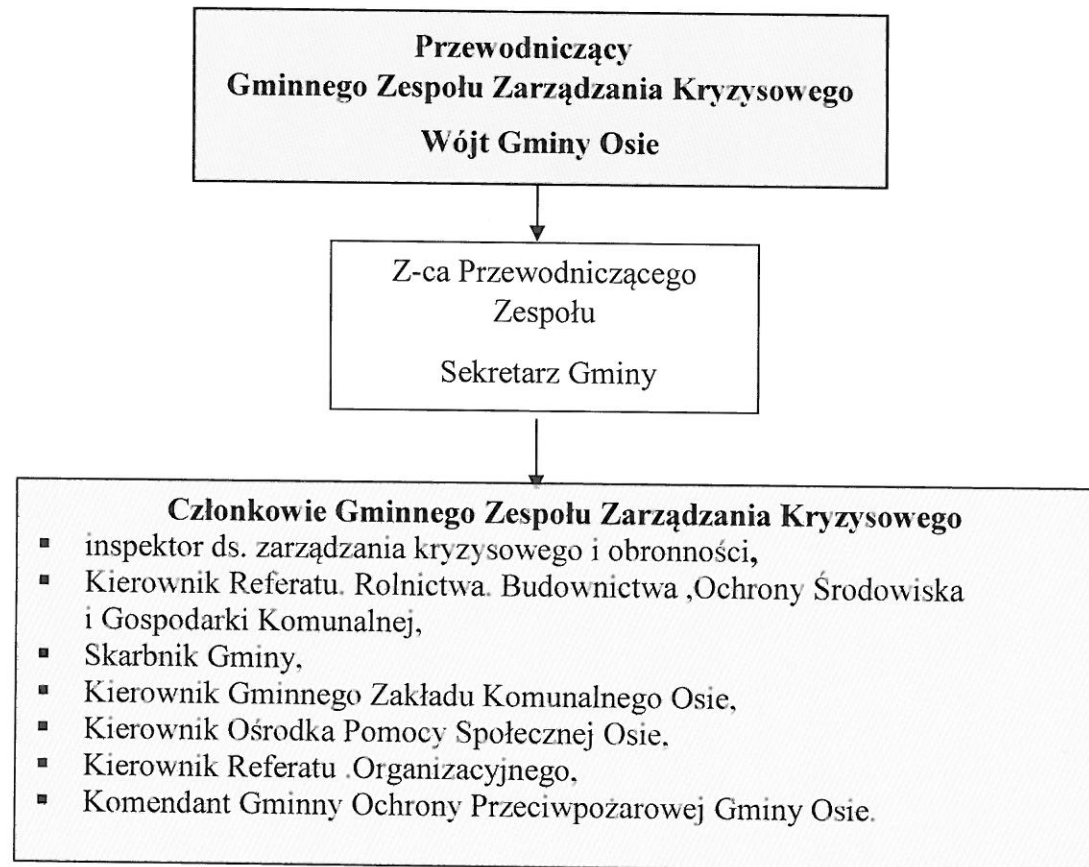 Przewodniczący
Gminnego Zespołu Zarządzania Kryzysowego
Wójt Gminy Osie
Z-ca Przewodniczącego
Zespołu
Sekretarz Gminy
Członkowie Gminnego Zespołu Zarządzania Kryzysowego
▪ inspektor ds. zarządzania kryzysowego i obronności,
▪ Kierownik Referatu. Rolnictwa. Budownictwa ,Ochrony Środowiska
i Gospodarki Komunalnej,
▪ Skarbnik Gminy,
▪ Kierownik Gminnego Zakładu Komunalnego Osie,
▪ Kierownik Ośrodka Pomocy Społecznej Osie,
▪ Kierownik Referatu .Organizacyjnego,
▪ Komendant Gminny Ochrony Przeciwpożarowej Gminy Osie.